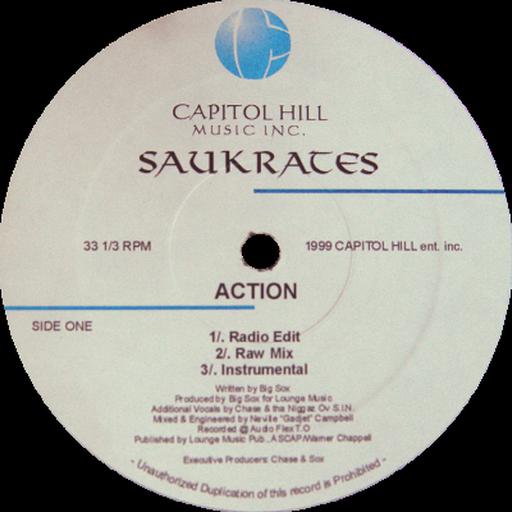 CAPITOL HILL
MUSIC INC.
SAUKRATES
33 1/3 RPM
1999 CAPITOL HILL ent. inc.
ACTION
SIDE ONE
1/. Radio Edit
2/. Raw Mix
3/. Instrumental
Written by Big Sox
Produced by Big Sox for Lounge Music
Additional Vocals by Chase & tha Niggaz Ov S.I.N.
Mixed & Engineered by Neville "Gadjet" Campbell
Recorded @ Audio Flex T.O
Published by Lounge Music Pub., ASCAP/Warner Chappel
Executive Producers: Chase & Sox
- Unauthorized Duplication of this record is Prohibited -